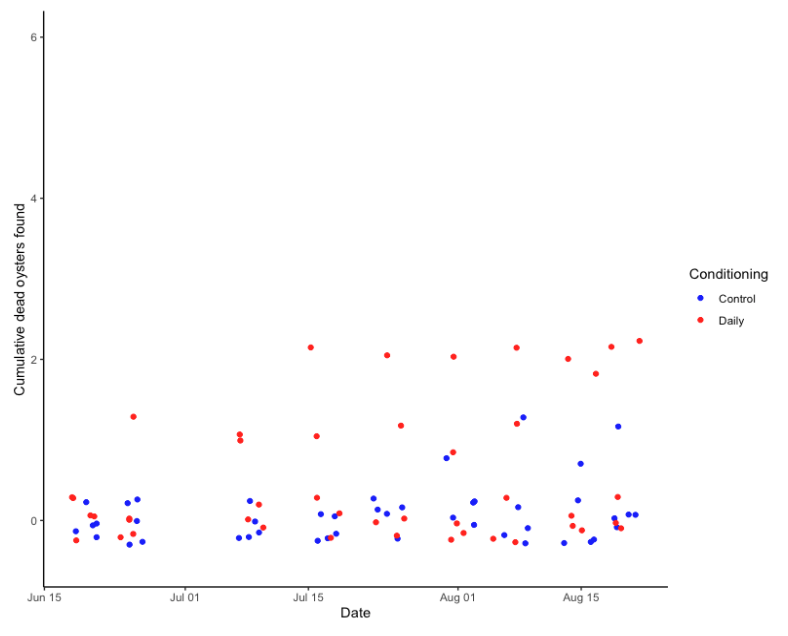 6
4
2
0
Cumulative dead oysters found
Jun 15
Jul 01
Jul 15
Aug 01
Aug 15
Date
Conditioning
Control
Daily